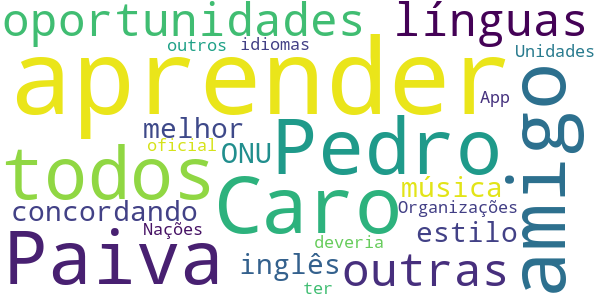 oportunidades
línguas
outros
idiomas
Unidades
aprender
App
melhor
oficial
ONU
Pedro
amigo
todos
Caro
música
concordando
Organizações
Nações
estilo
Paiva
deveria
inglês
outras
ter